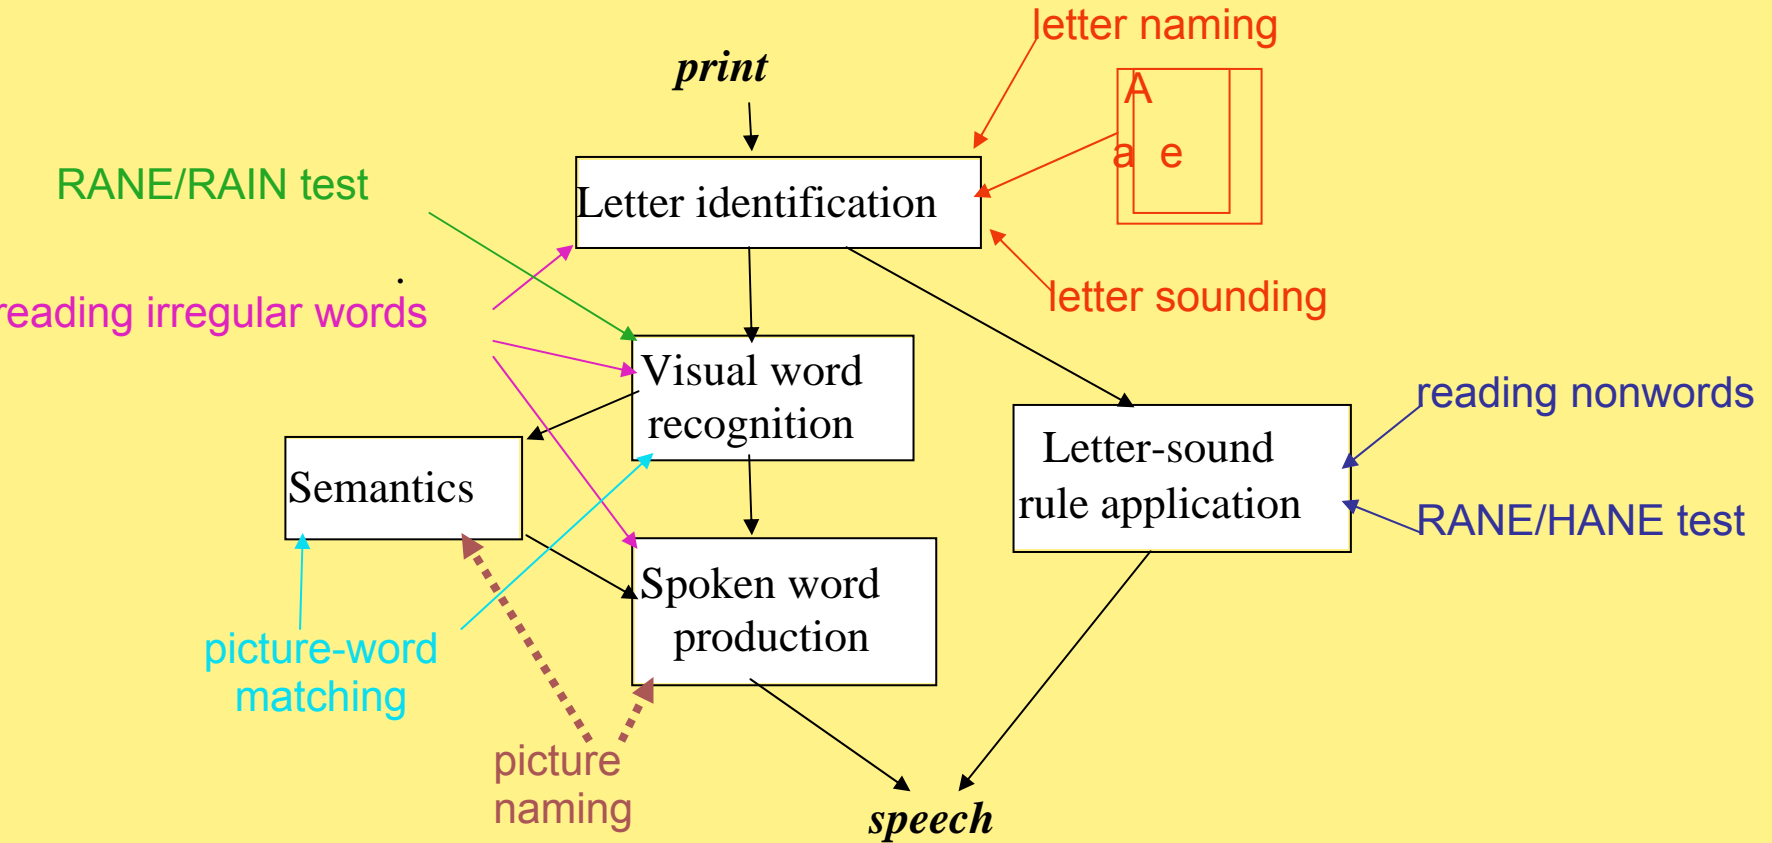 letter naming
print
A
a e
RANE/RAIN test
Letter identification
.
reading irregular words
letter sounding
Visual word
recognition
reading nonwords
Letter-sound
rule application
Semantics
RANE/HANE test
Spoken word
production
picture-word
matching
picture
naming
speech